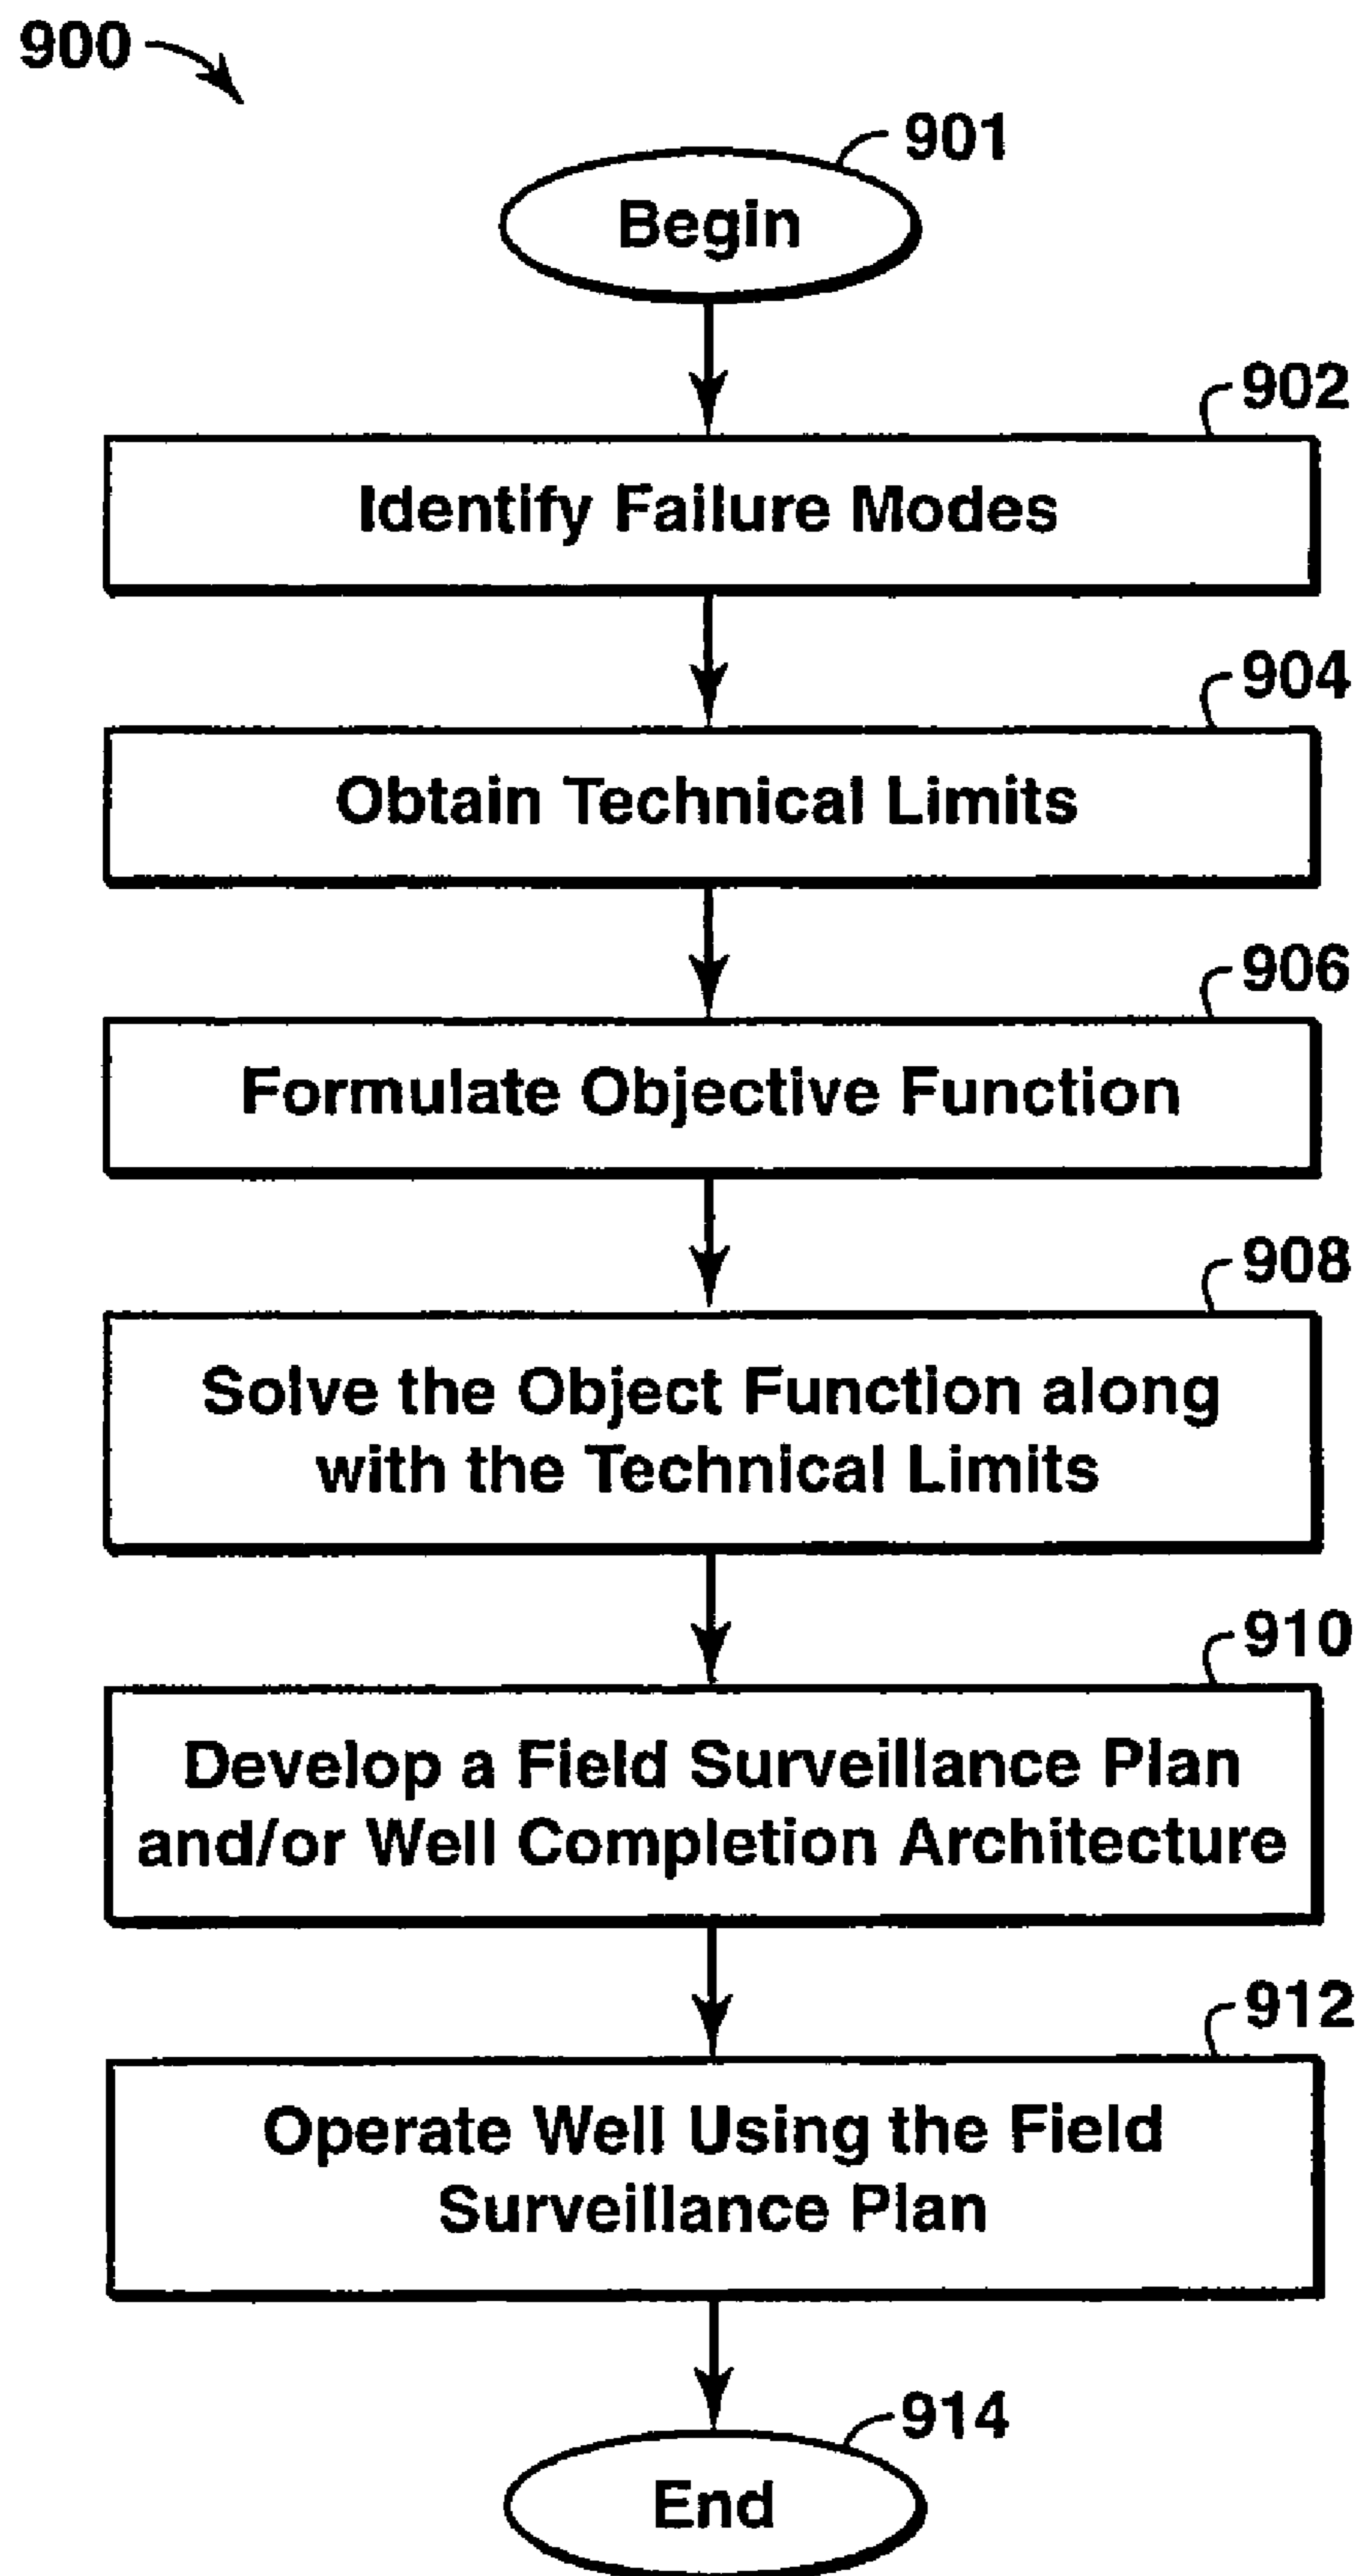 900
901
Begin
902
Identify Failure Modes
904
Obtain Technical Limits
906
Formulate Objective Function
908
Solve the Object Function along
with the Technical Limits
910
Develop a Field Surveillance Plan
and/or Well Completion Architecture
912
Operate Well Using the Field
Surveillance Plan
914
End